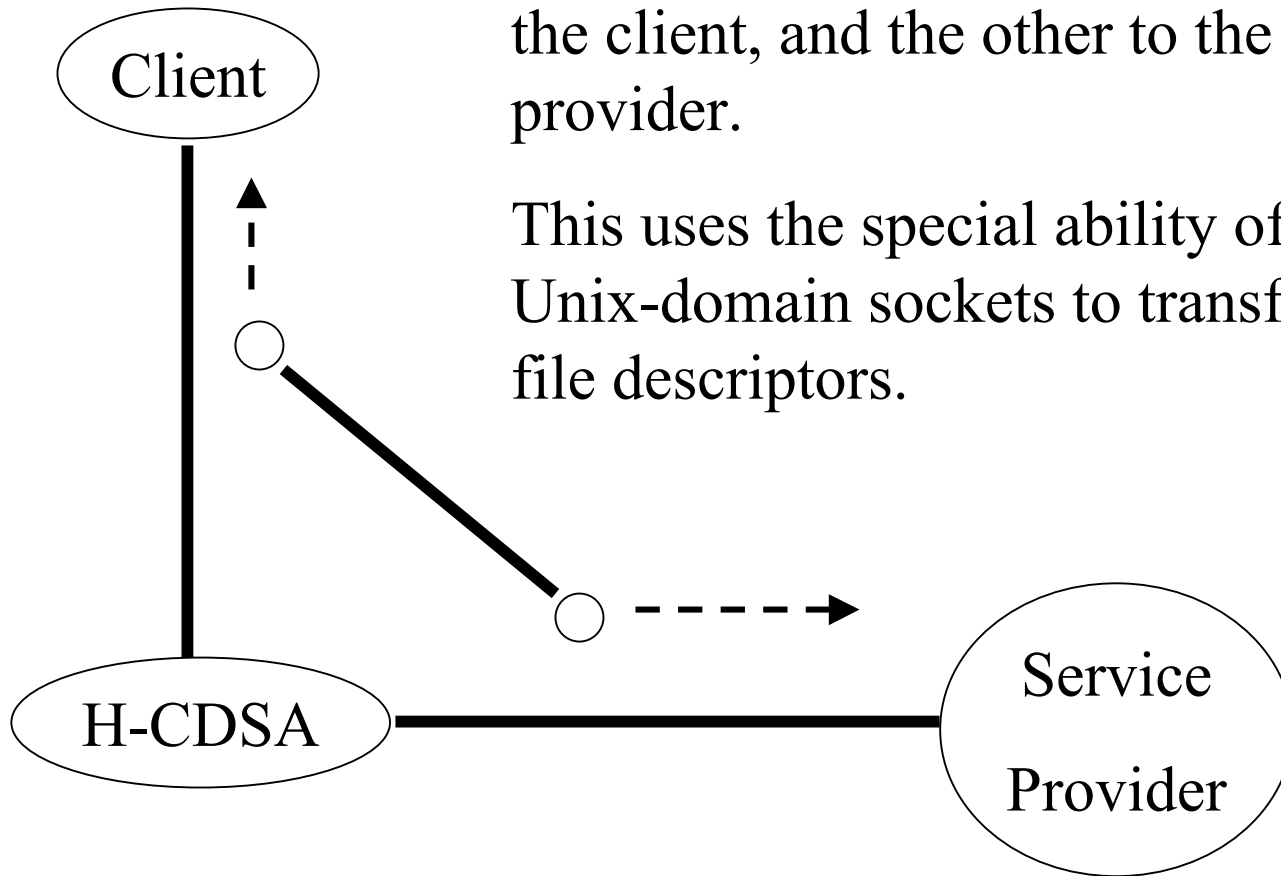 the client, and the other to the
provider.
This uses the special ability of
Unix-domain sockets to transf
file descriptors.
Client
H-CDSA
Service
Provider